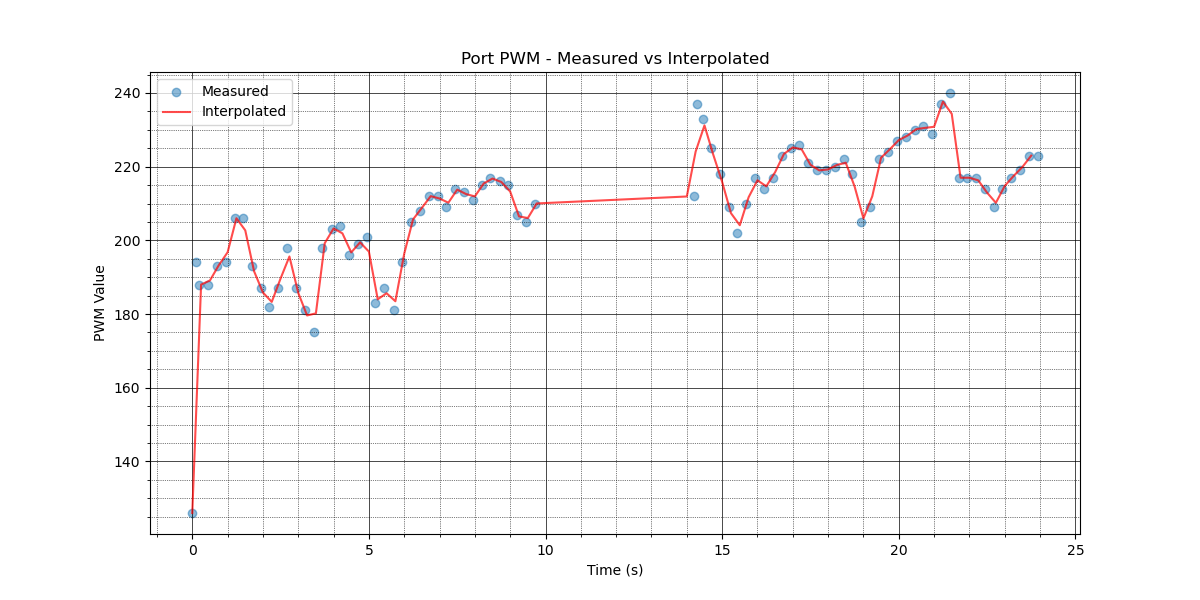 Port PWM - Measured vs Interpolated
Measured
Interpolated
PWM Value
240
220
200
180
160
140
0 5 10 15 20 25
Time (s)